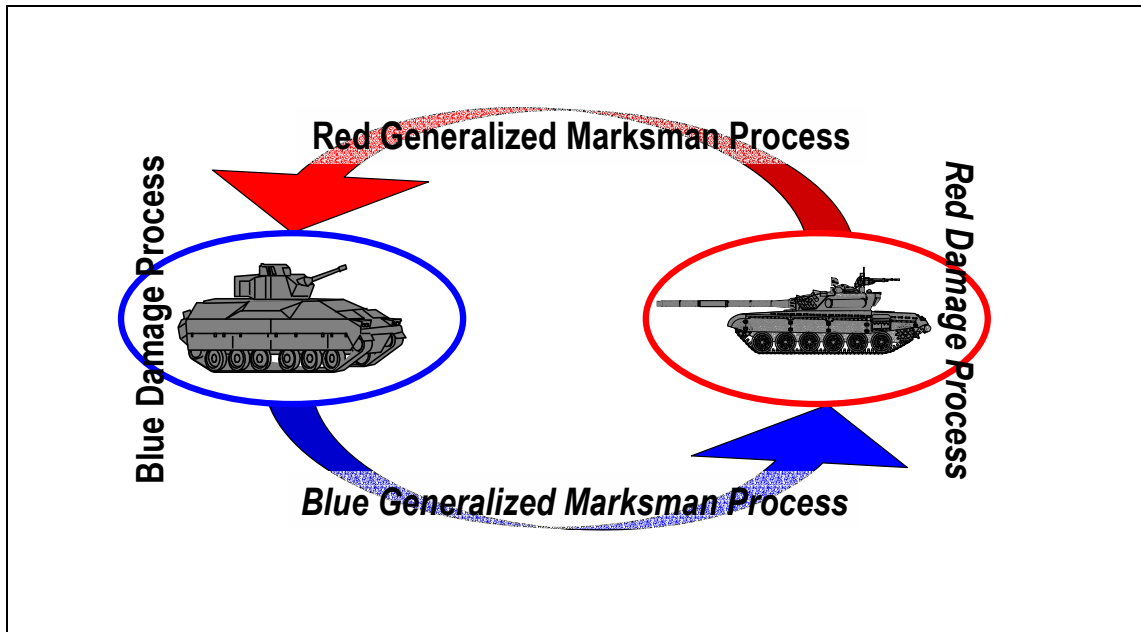 Red Generalized Marksman Process
Blue Damage Process
Red Damage Process
Blue Generalized Marksman Process